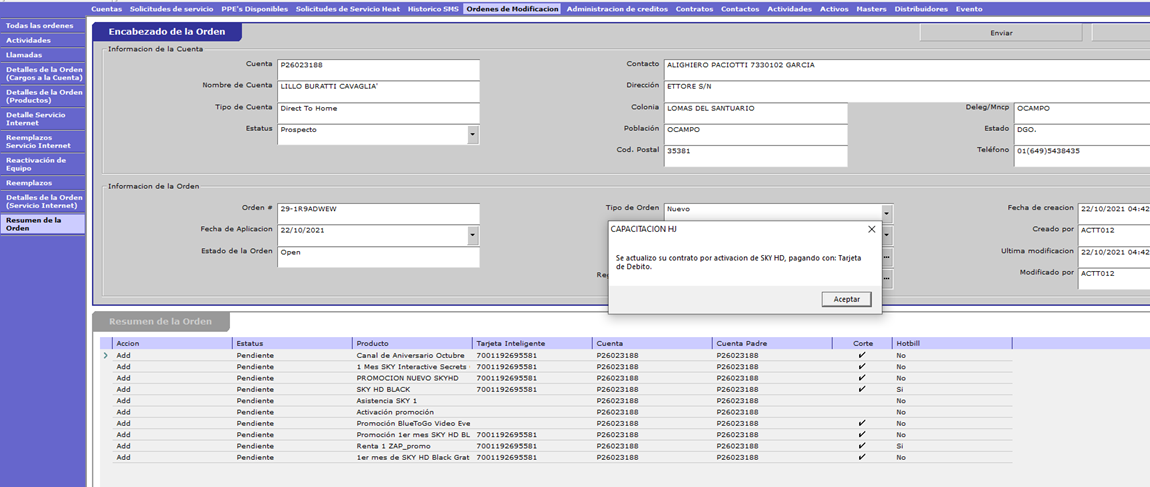 Cuentas Solicitudes de servicio PPE's Disponibles Solicitudes de Servicio Heat Historico SMS Ordenes de Modificacion Administracion de creditos Contratos Contactos Actividades Activos Masters Distribuidores Evento
Todas las ordenes
Actividades
Llamadas
Detalles de la Orden
(Cargos a la Cuenta)
Detalles de la Orden
(Productos)
Detalle Servicio
Internet
Reemplazos
Servicio Internet
Reactivación de
Equipo
Reemplazos
Detalles de la Orden
(Servicio Internet)
Resumen de la
Orden
Encabezado de la Orden
Enviar
Informacion de la Cuenta
Cuenta P26023188 Contacto ALIGHIERO PACIOTTI 7330102 GARCIA
Nombre de Cuenta LILLO BURATTI CAVAGLIA' Dirección ETTORE S/N
Tipo de Cuenta Direct To Home Colonia LOMAS DEL SANTUARIO Deleg/Mncp OCAMPO
Estatus Prospecto Población OCAMPO Estado DGO.
Cod. Postal 35381 Teléfono 01(649)5438435
Informacion de la Orden
Orden # 29-1R9ADWEW Tipo de Orden Nuevo Fecha de creacion 22/10/2021 04:42
Fecha de Aplicacion 22/10/2021 Creado por ACTT012
Estado de la Orden Open Ultima modificacion 22/10/2021 04:42
Modificado por ACTT012
CAPACITACION HJ
Se actualizo su contrato por activacion de SKY HD, pagando con: Tarjeta
de Debito.
Aceptar
Resumen de la Orden
Accion Estatus Producto Tarjeta Inteligente Cuenta Cuenta Padre Corte Hotbill
Add Pendiente Canal de Aniversario Octubre 7001192695581 P26023188 P26023188 ✔ No
Add Pendiente 1 Mes SKY Interactive Secrets 7001192695581 P26023188 P26023188 ✔ No
Add Pendiente PROMOCION NUEVO SKYHD 7001192695581 P26023188 P26023188 ✔ No
Add Pendiente SKY HD BLACK 7001192695581 P26023188 P26023188 ✔ Si
Add Pendiente Asistencia SKY 1 P26023188 P26023188 No
Add Pendiente Activación promoción P26023188 P26023188 No
Add Pendiente Promoción BlueToGo Video Eve P26023188 P26023188 ✔ No
Add Pendiente Promoción 1er mes SKY HD BL 7001192695581 P26023188 P26023188 ✔ No
Add Pendiente Renta 1 ZAP_promo 7001192695581 P26023188 P26023188 ✔ Si
Add Pendiente 1er mes de SKY HD Black Grat 7001192695581 P26023188 P26023188 ✔ No